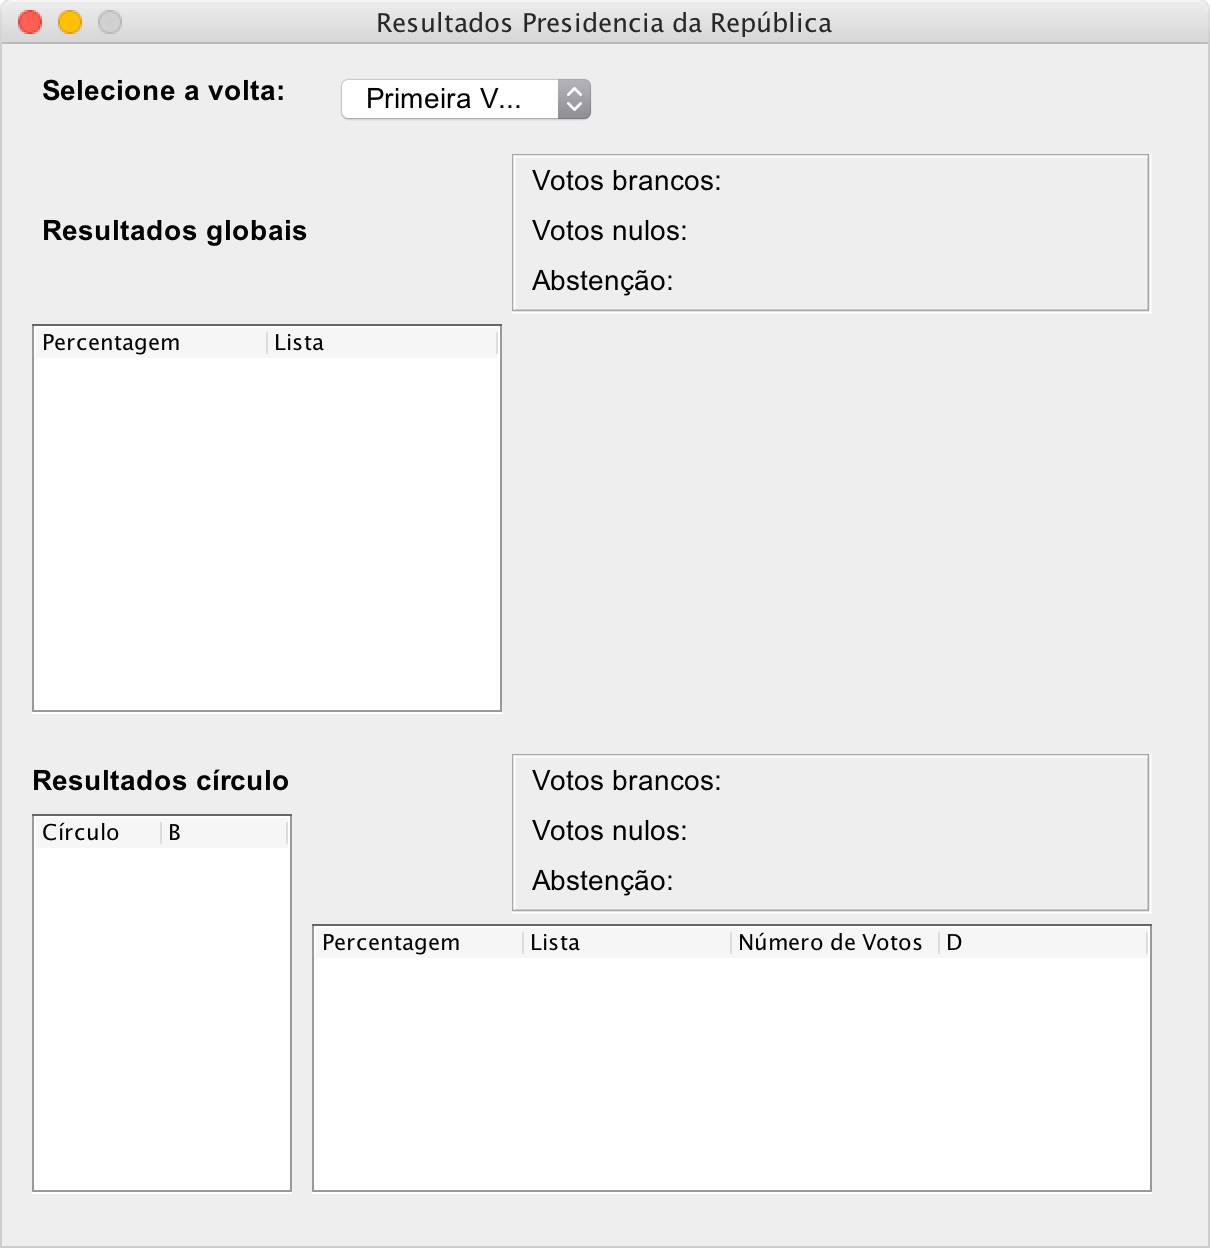 Resultados Presidencia da República
Selecione a volta: Primeira V...
Votos brancos:
Resultados globais Votos nulos:
Abstenção:
Percentagem Lista
Resultados círculo Votos brancos:
Círculo B Votos nulos:
Abstenção:
Percentagem Lista Número de Votos D